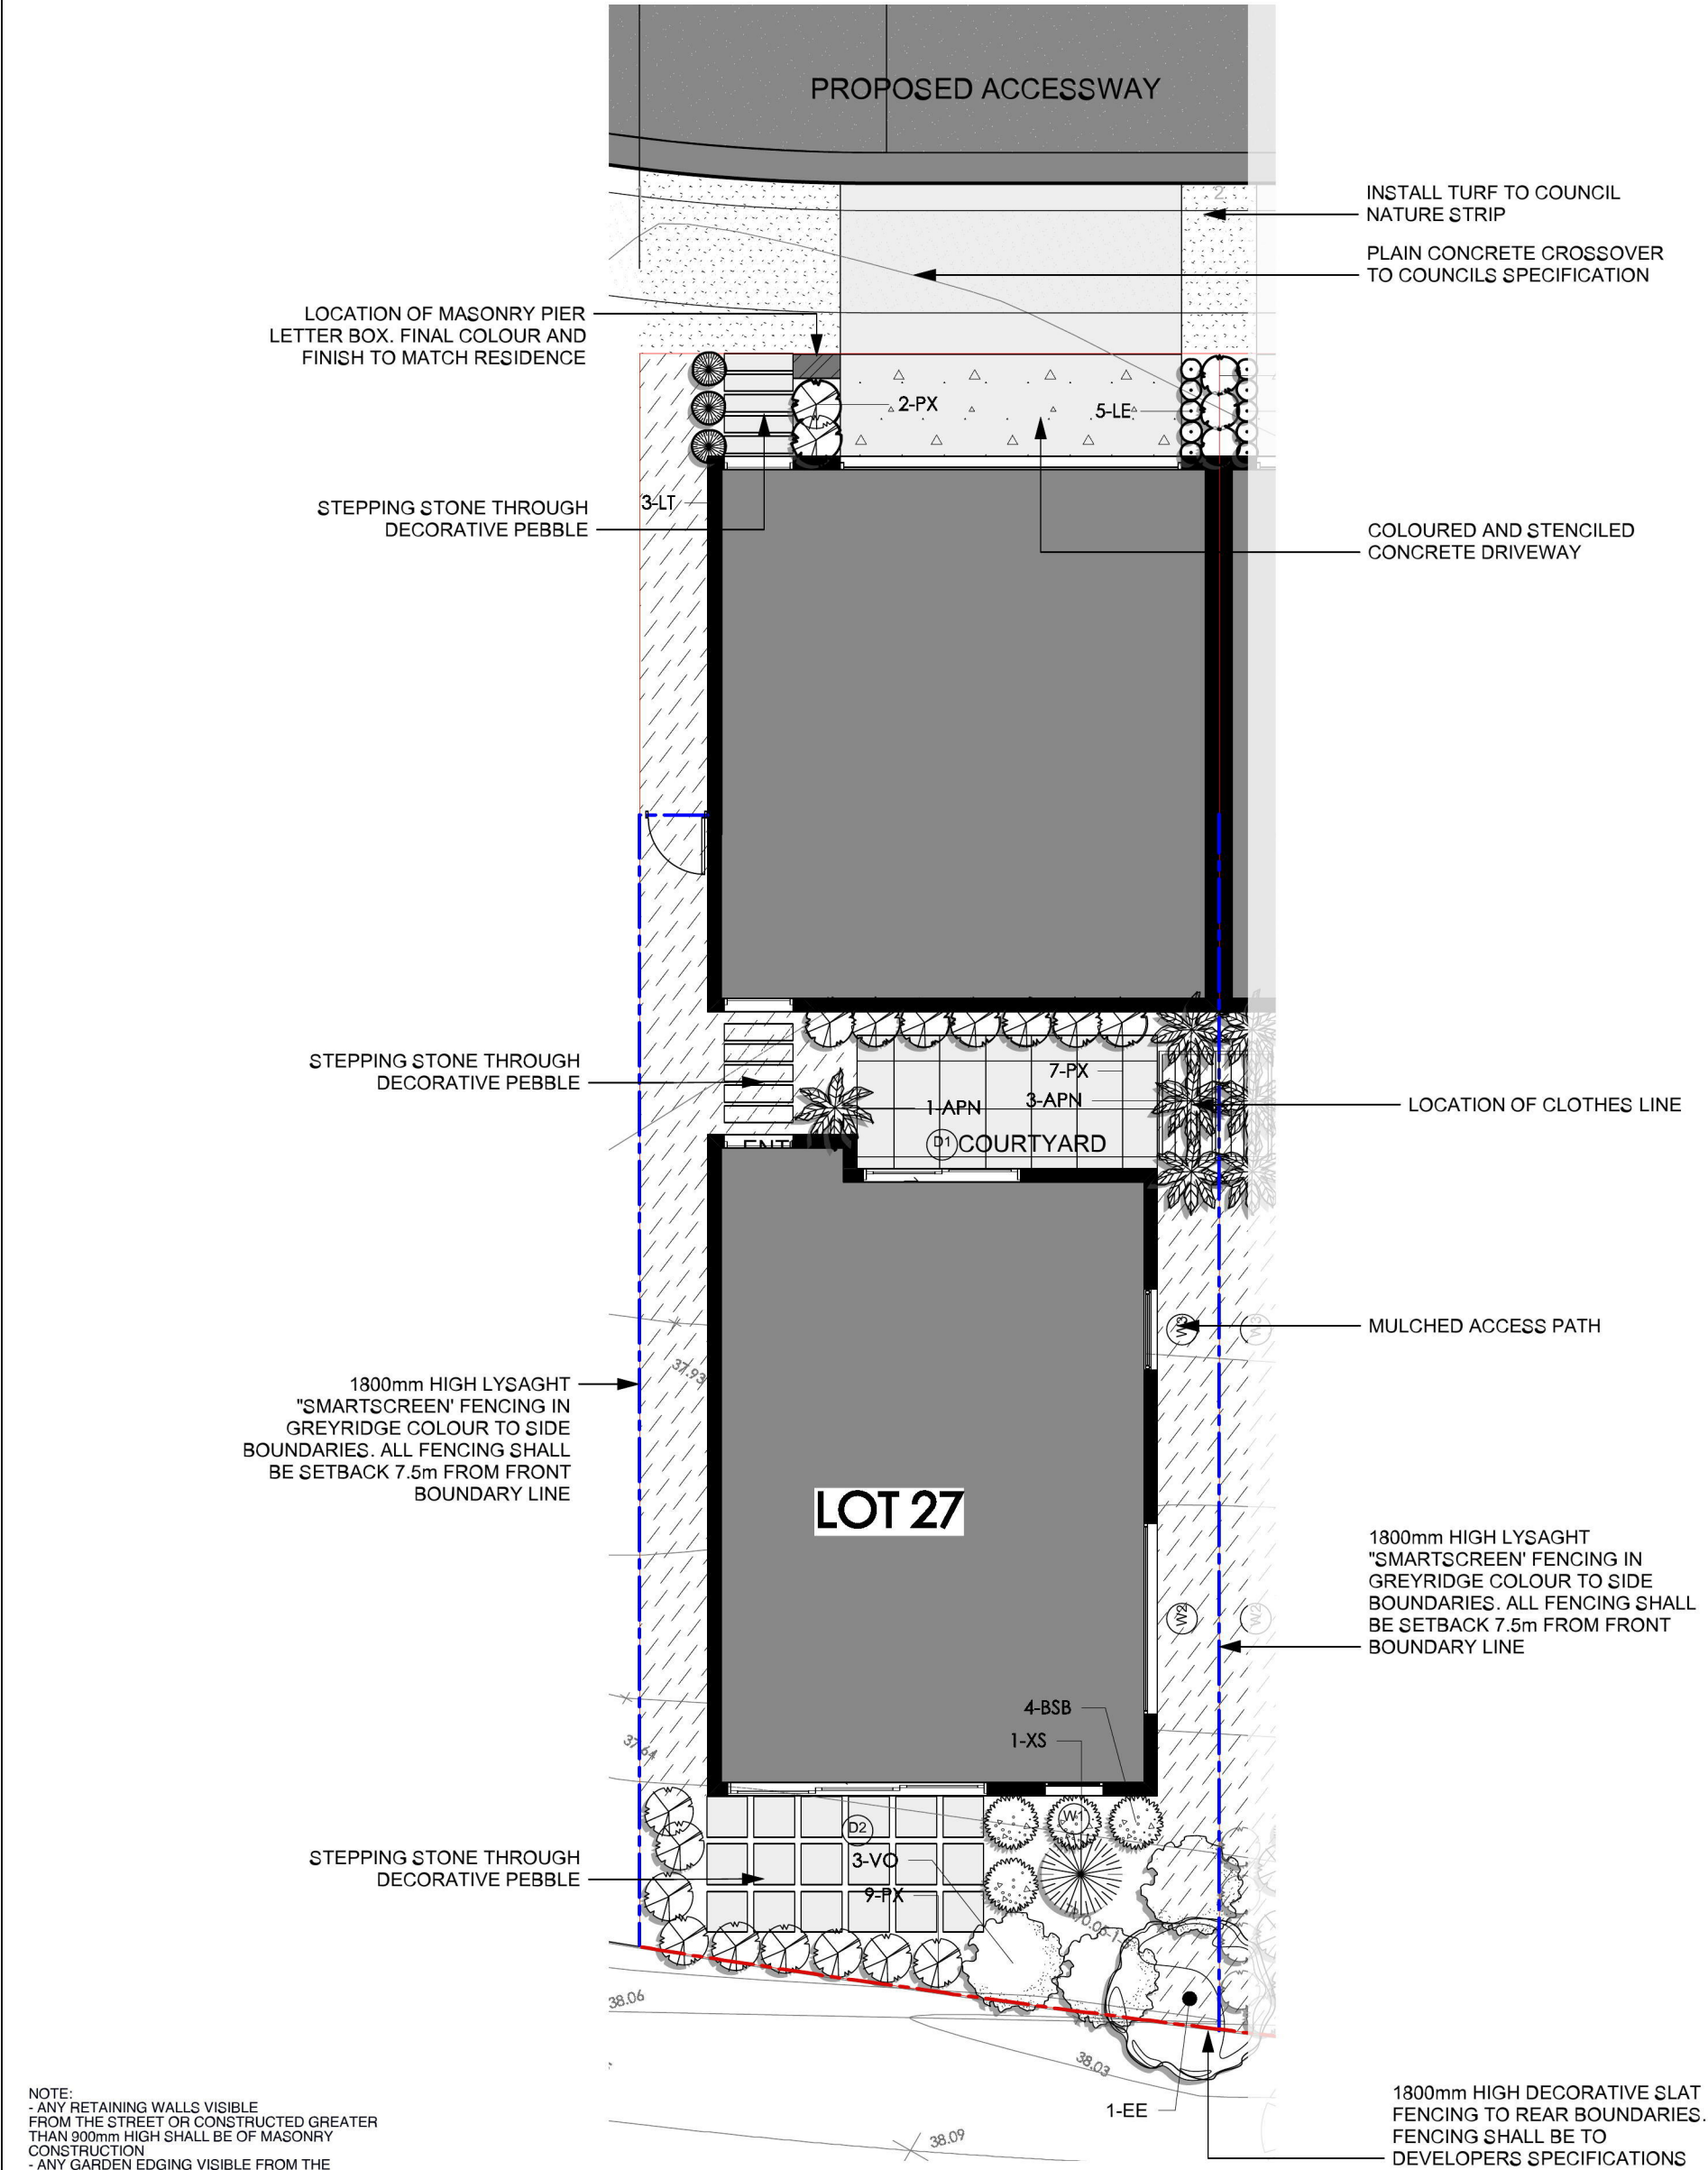 PROPOSED ACCESSWAY
INSTALL TURF TO COUNCIL
NATURE STRIP
2
PLAIN CONCRETE CROSSOVER
TO COUNCILS SPECIFICATION
LOCATION OF MASONRY PIER
LETTER BOX. FINAL COLOUR AND
FINISH TO MATCH RESIDENCE
2-PX
5-LE
3-LT
STEPPING STONE THROUGH
DECORATIVE PEBBLE
COLOURED AND STENCILED
CONCRETE DRIVEWAY
STEPPING STONE THROUGH
DECORATIVE PEBBLE
7-PX
3-APN
1-APN
LOCATION OF CLOTHES LINE
D1 COURTYARD
ENT
W3
W3
MULCHED ACCESS PATH
37.93
1800mm HIGH LYSAGHT
"SMARTSCREEN' FENCING IN
GREYRIDGE COLOUR TO SIDE
BOUNDARIES. ALL FENCING SHALL
BE SETBACK 7.5m FROM FRONT
BOUNDARY LINE
LOT 27
1800mm HIGH LYSAGHT
"SMARTSCREEN' FENCING IN
GREYRIDGE COLOUR TO SIDE
BOUNDARIES. ALL FENCING SHALL
BE SETBACK 7.5m FROM FRONT
BOUNDARY LINE
W2
W2
4-BSB
1-XS
37.64
W1
D2
STEPPING STONE THROUGH
DECORATIVE PEBBLE
3-VO
9-PX
38.06
38.03
1-EE
38.09
1800mm HIGH DECORATIVE SLAT
FENCING TO REAR BOUNDARIES.
FENCING SHALL BE TO
DEVELOPERS SPECIFICATIONS
NOTE:
- ANY RETAINING WALLS VISIBLE
FROM THE STREET OR CONSTRUCTED GREATER
THAN 900mm HIGH SHALL BE OF MASONRY
CONSTRUCTION
- ANY GARDEN EDGING VISIBLE FROM THE